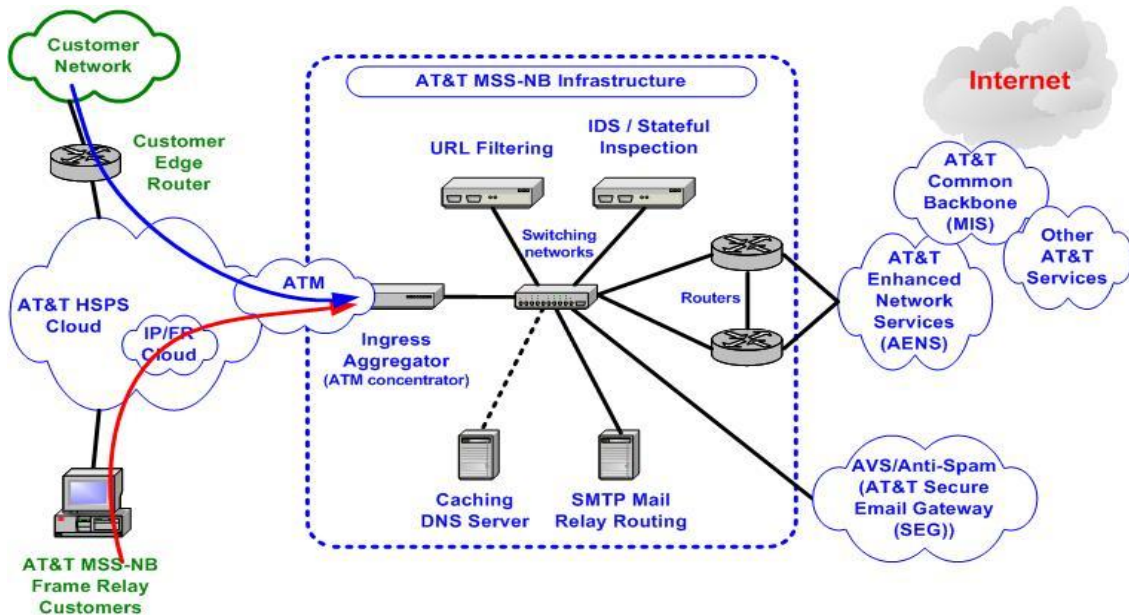 Customer
Network
Customer
Edge
Router
AT&T HSPS
Cloud
ATM
IP/FR
Cloud
AT&T MSS-NB
Frame Relay
Customers
AT&T MSS-NB Infrastructure
URL Filtering
IDS / Stateful
Inspection
Switching
networks
Ingress
Aggregator
(ATM concentrator)
Routers
Caching
DNS Server
SMTP Mail
Relay Routing
Internet
AT&T
Common
Backbone
(MIS)
Other
AT&T
Services
AT&T
Enhanced
Network
Services
(AENS)
AVS/Anti-Spam
(AT&T Secure
Email Gateway
(SEG))